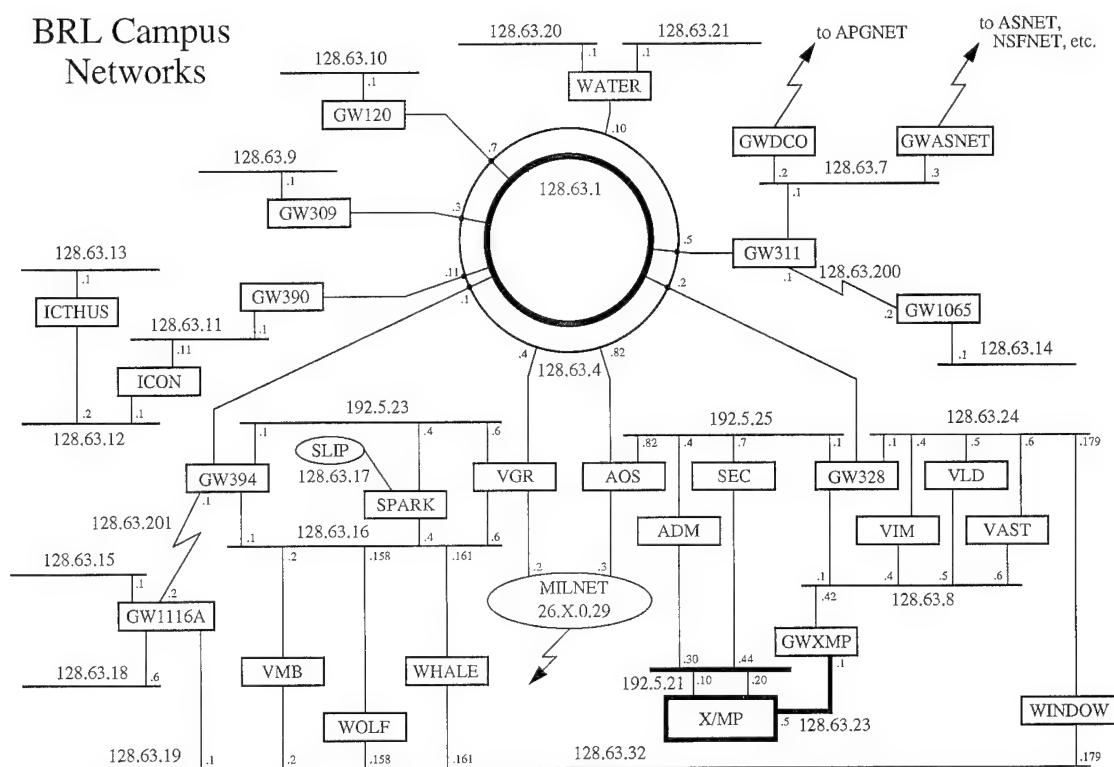 BRL Campus
Networks
128.63.20
128.63.21
to APGNET
to ASNET,
NSFNET, etc.
.1
.1
128.63.10
.1
WATER
GW120
.10
GWDCO
GWASNET
.7
128.63.9
128.63.7
.2
.3
.1
.1
128.63.1
GW309
.3
.5
GW311
128.63.13
.1
128.63.200
.11
.2
.1
GW390
.1
.2
GW1065
ICTHUS
128.63.11
.1
.11
.1
128.63.14
.4
.82
128.63.4
ICON
.2
.1
128.63.12
192.5.23
192.5.25
128.63.24
.1
.4
.6
.82
.4
.7
.1
.1
.4
.5
.6
.179
SLIP
128.63.17
GW394
VGR
AOS
SEC
GW328
VLD
.1
SPARK
128.63.201
ADM
VIM
VAST
128.63.16
.1
.4
.6
.2
.158
.161
128.63.15
.2
.3
.1
.4
.5
.6
.1
.2
MILNET
26.X.0.29
128.63.8
.42
GW1116A
GWXMP
128.63.18
.6
VMB
WHALE
.30
.44
.1
192.5.21
.10
.20
WOLF
X/MP
.5
128.63.23
WINDOW
128.63.19
.1
.2
.158
.161
128.63.32
.179